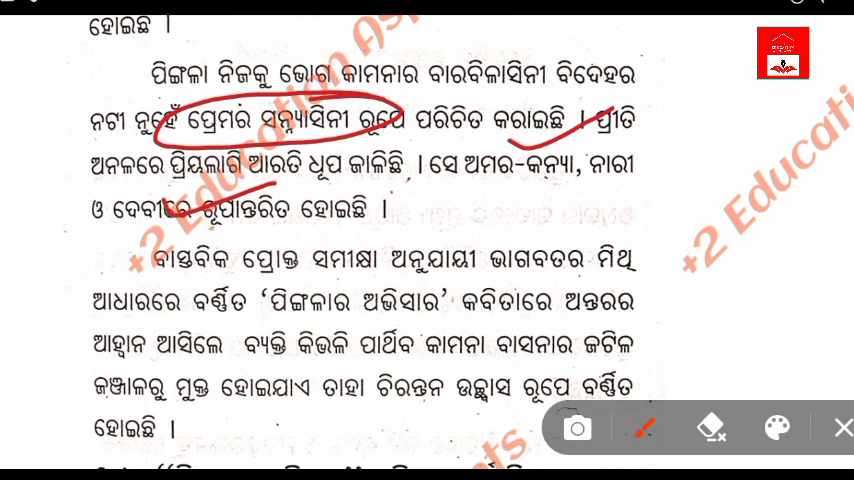 ହୋଇଛି ।
ପିଙ୍ଗଳା ନିଜକୁ ଭୋଗ କାମନାର ବାରବିଳାସିନୀ ବିଦେହର
ନଟୀ ନୁହେଁ ପ୍ରେମର ସନ୍ନ୍ୟାସିନୀ ରୂପେ ପରିଚିତ କରାଇଛି । ପ୍ରୀତି
ଅନଳରେ ପ୍ରିୟଲାଗି ଆରତି ଧୂପ ଜାଳିଛି । ସେ ଅମର-କନ୍ୟା, ନାରୀ
ଓ ଦେବୀରେ ରୂପାନ୍ତରିତ ହୋଇଛି ।
ବାସ୍ତବିକ ପ୍ରୋକ୍ତ ସମୀକ୍ଷା ଅନୁଯାୟୀ ଭାଗବତର ମିଥି
ଆଧାରରେ ବର୍ଣ୍ଣିତ ‘ପିଙ୍ଗଳାର ଅଭିସାର’ କବିତାରେ ଅନ୍ତରର
ଆହ୍ୱାନ ଆସିଲେ ବ୍ୟକ୍ତି କିଭଳି ପାର୍ଥିବ କାମନା ବାସନାର ଜଟିଳ
ଜଞ୍ଜାଳରୁ ମୁକ୍ତ ହୋଇଯାଏ ତାହା ଚିରନ୍ତନ ଉଚ୍ଛ୍ୱାସ ରୂପେ ବର୍ଣ୍ଣିତ
ହୋଇଛି ।
+2 Education
+2 Educati